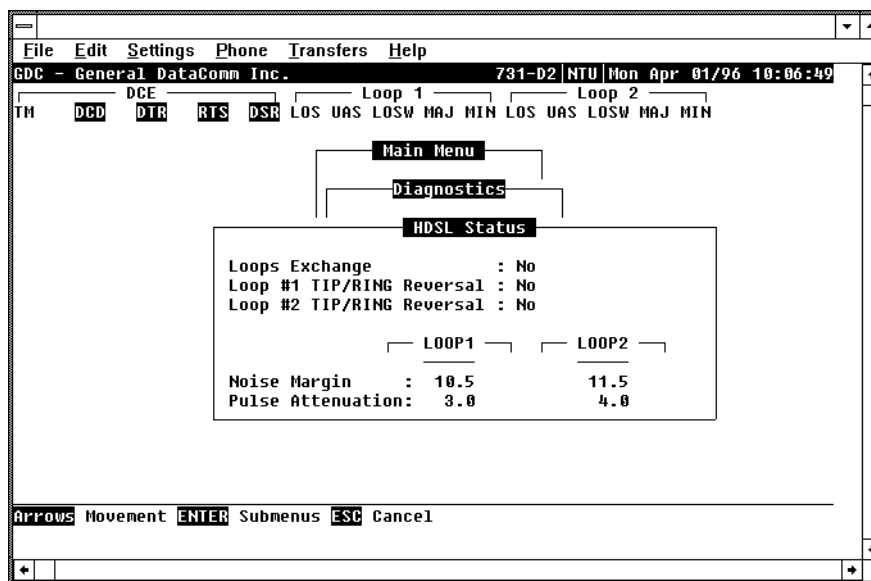 File Edit Settings Phone Transfers Help
GDC - General DataComm Inc. 731-D2|NTU|Mon Apr 01/96 10:06:49
DCE Loop 1 Loop 2
TM DCD DTR RTS DSR LOS UAS LOSW MAJ MIN LOS UAS LOSW MAJ MIN
Main Menu
Diagnostics
HDSL Status
Loops Exchange : No
Loop #1 TIP/RING Reversal : No
Loop #2 TIP/RING Reversal : No
LOOP1 LOOP2
Noise Margin : 10.5 11.5
Pulse Attenuation: 3.0 4.0
Arrows Movement ENTER Submenus ESC Cancel